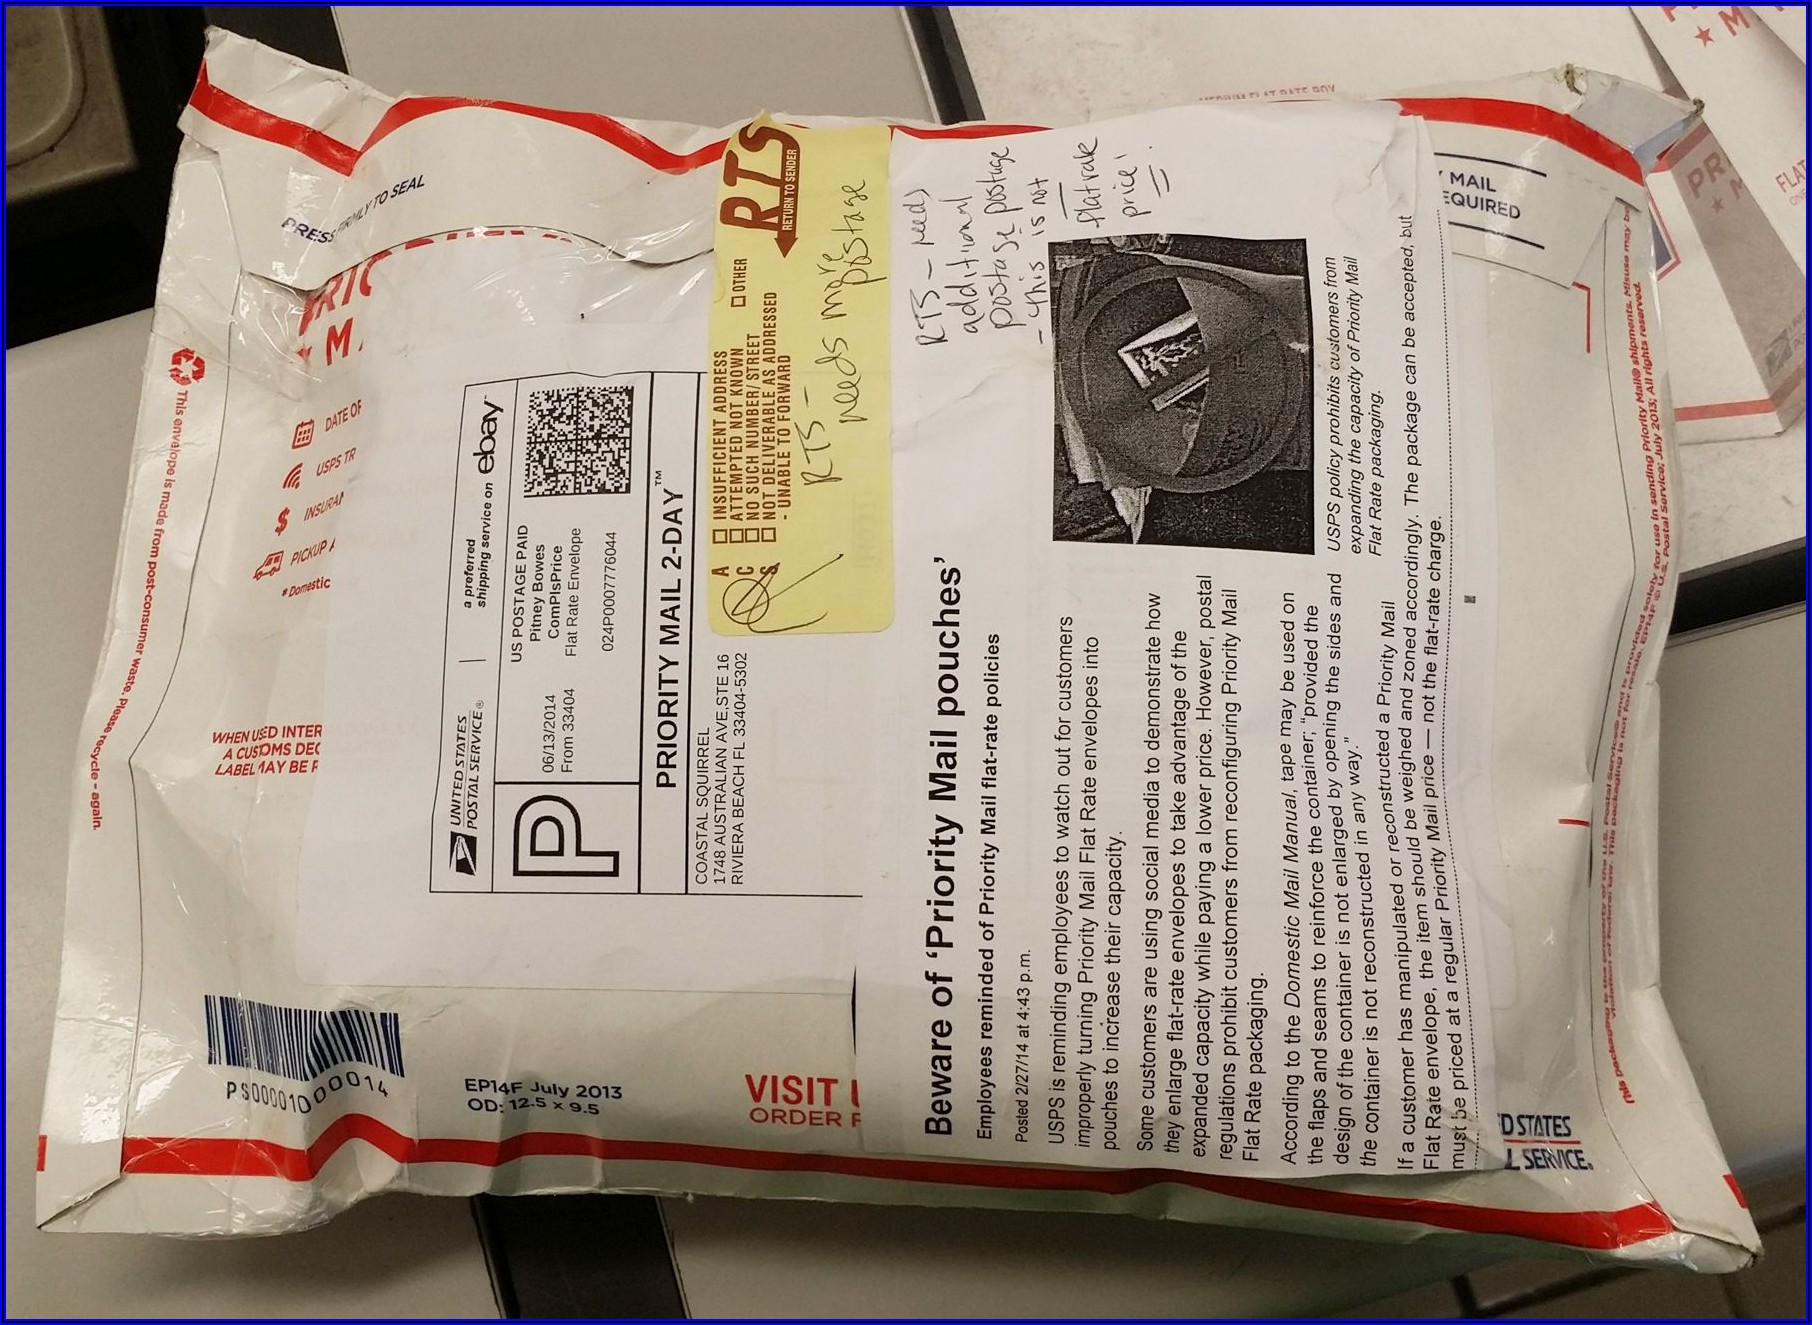 PRESS FIRMLY TO SEAL
This envelope is made from post-consumer waste. Please recycle - again.
DATE OF
USPS TR
INSURAN
PICKUP A
* Domestic
WHEN USED INTER
A CUSTOMS DEC
LABEL MAY BE R
PS00001000014
EP14F July 2013
OD: 12.5 x 9.5
VISIT
ORDER F
UNITED STATES
POSTAL SERVICE®
a preferred
shipping service on ebay™
P
06/13/2014
From 33404
US POSTAGE PAID
Pitney Bowes
ComPlsPrice
Flat Rate Envelope
024P0007776044
PRIORITY MAIL 2-DAY™
COASTAL SQUIRREL
1748 AUSTRALIAN AVE,STE 16
RIVIERA BEACH FL 33404-5302
A INSUFFICIENT ADDRESS
C ATTEMPTED NOT KNOWN OTHER
S NO SUCH NUMBER/ STREET
NOT DELIVERABLE AS ADDRESSED
- UNABLE TO FORWARD
RTS
RETURN TO SENDER
RTS -
needs more postage
RTS - needs
additional
postage postage
- this is not
flat rate
price!
Beware of 'Priority Mail pouches'
Employees reminded of Priority Mail flat-rate policies
Posted 2/27/14 at 4:43 p.m.
USPS is reminding employees to watch out for customers
improperly turning Priority Mail Flat Rate envelopes into
pouches to increase their capacity.
Some customers are using social media to demonstrate how
they enlarge flat-rate envelopes to take advantage of the
expanded capacity while paying a lower price. However, postal
regulations prohibit customers from reconfiguring Priority Mail
Flat Rate packaging.
USPS policy prohibits customers from
expanding the capacity of Priority Mail
Flat Rate packaging.
According to the Domestic Mail Manual, tape may be used on
the flaps and seams to reinforce the container; "provided the
design of the container is not enlarged by opening the sides and
the container is not reconstructed in any way."
If a customer has manipulated or reconstructed a Priority Mail
Flat Rate envelope, the item should be weighed and zoned accordingly. The package can be accepted, but
must be priced at a regular Priority Mail price — not the flat-rate charge.
MAIL
EQUIRED
D STATES
L SERVICE.
MEDIUM FLAT RATE BOX